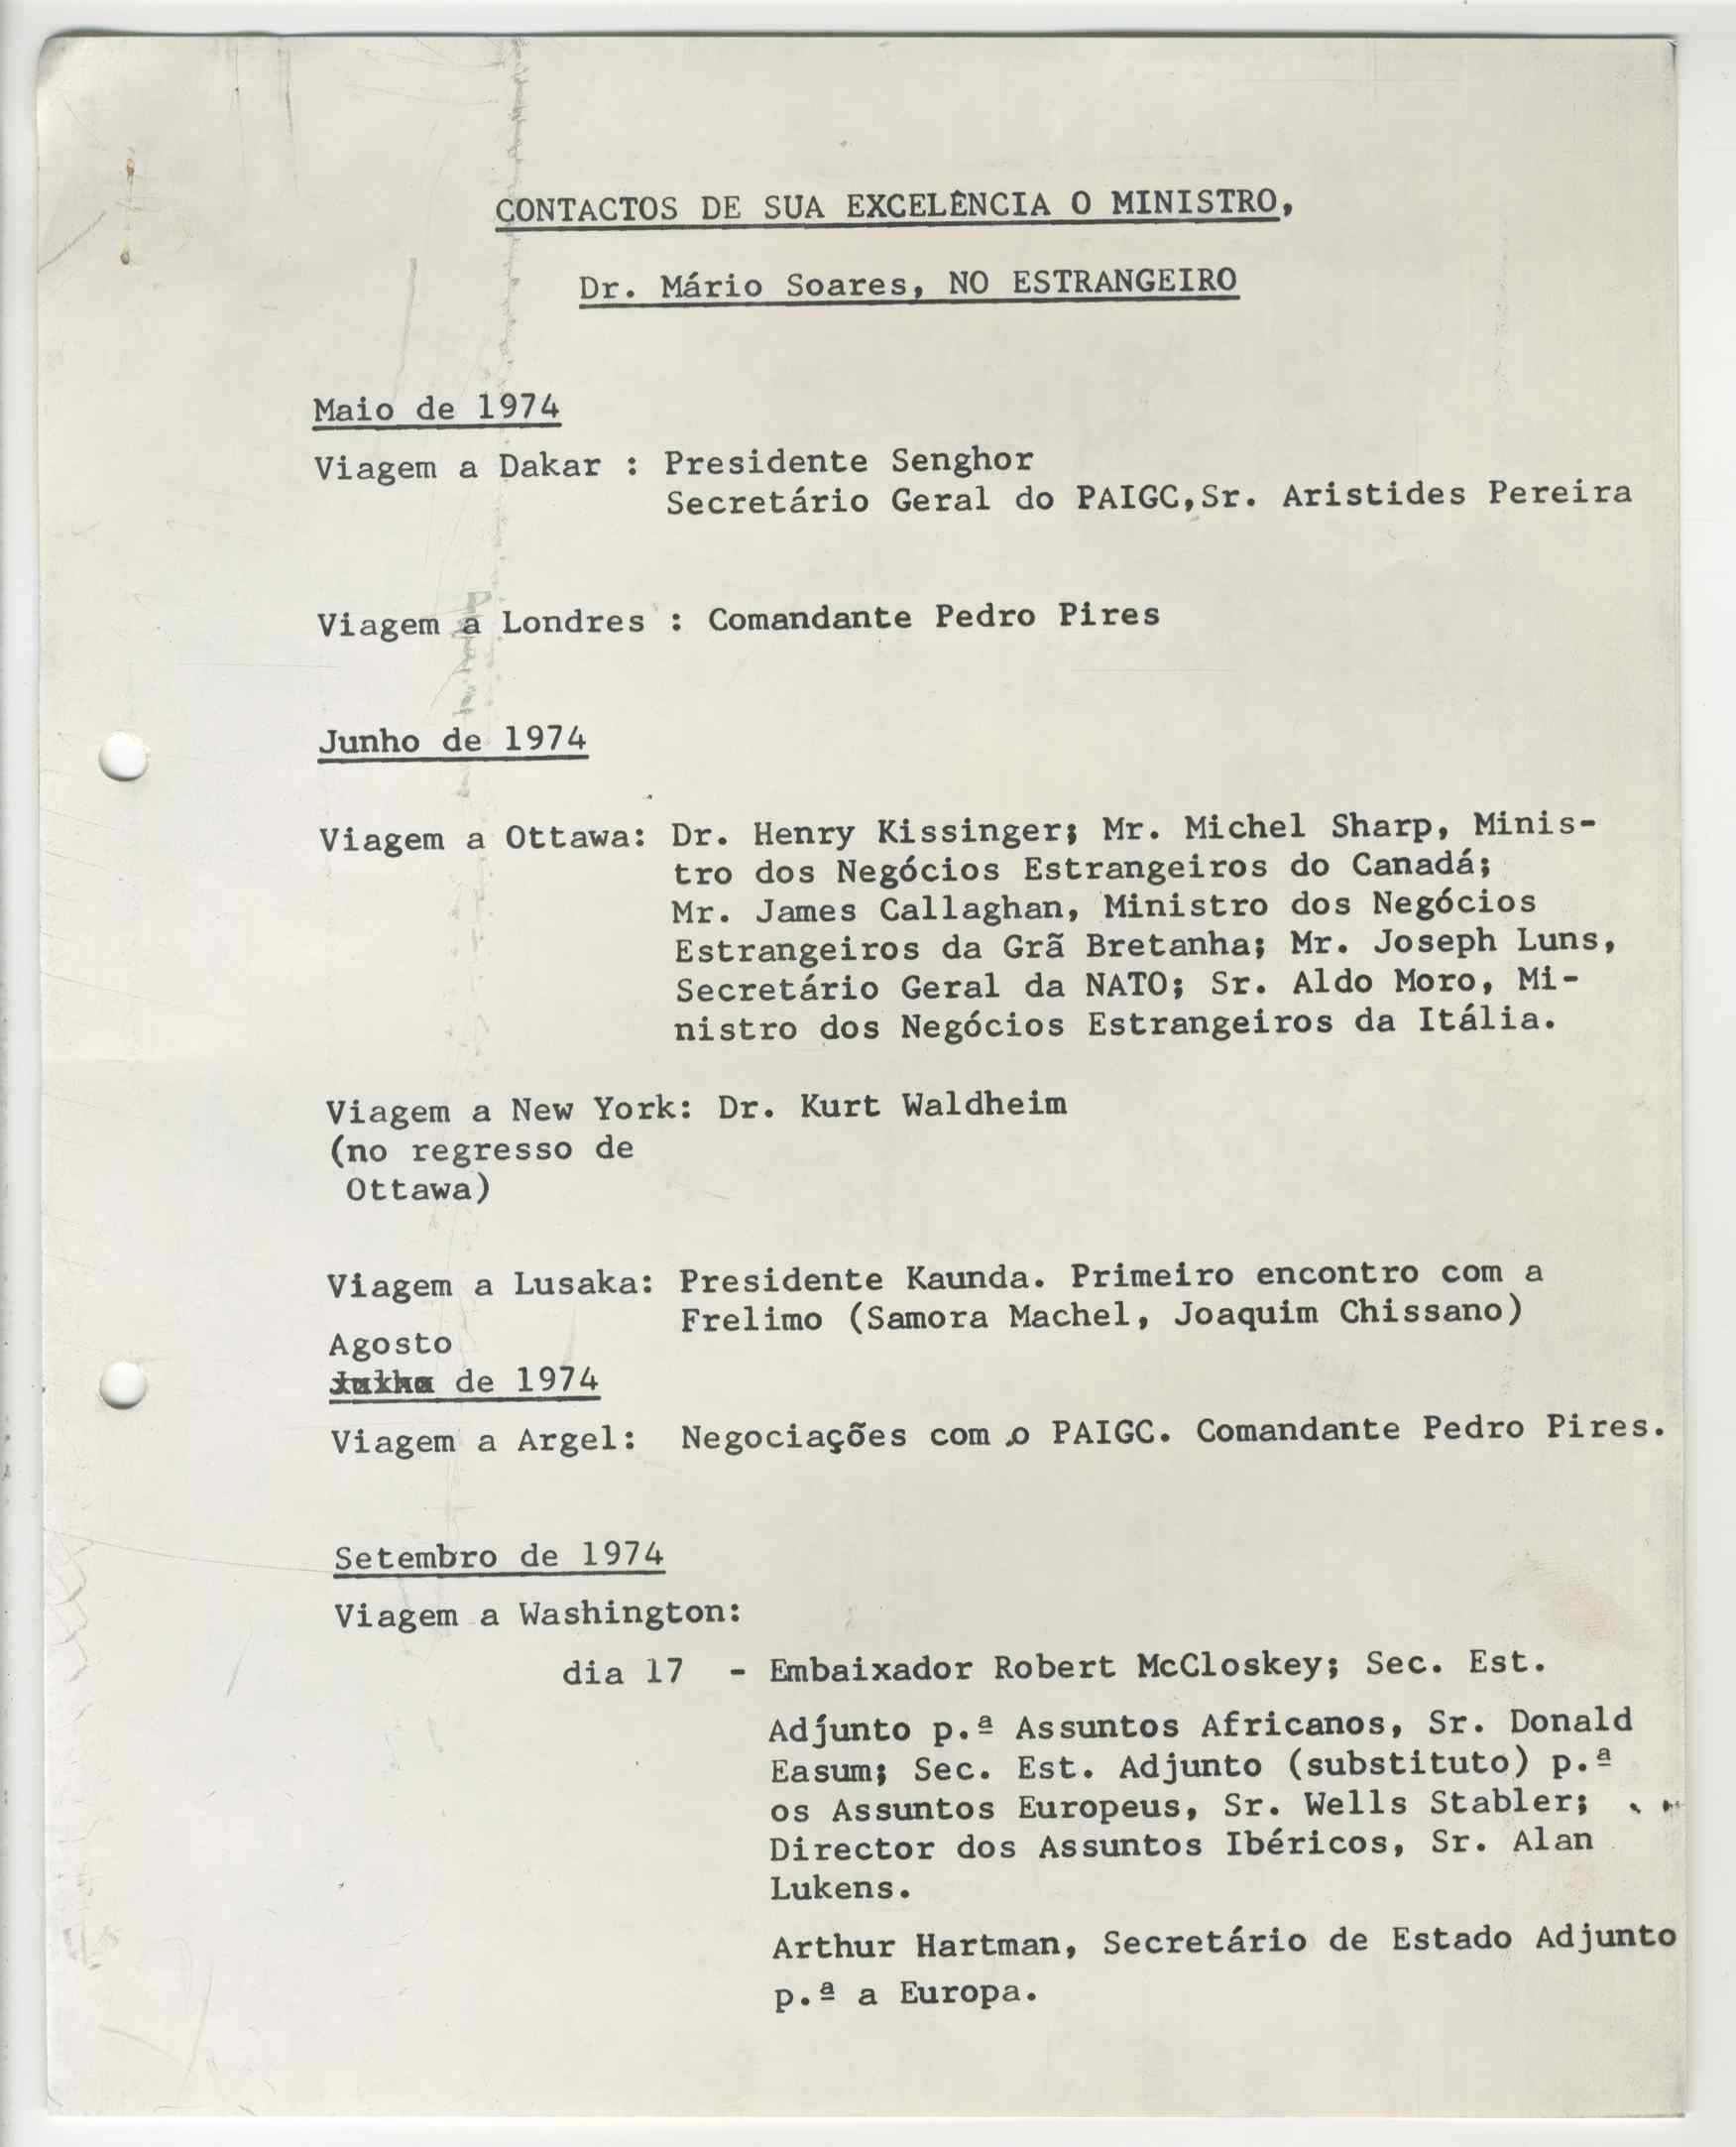 CONTACTOS DE SUA EXCELÊNCIA O MINISTRO,
Dr. Mário Soares, NO ESTRANGEIRO
Maio de 1974
Viagem a Dakar : Presidente Senghor
Secretário Geral do PAIGC,Sr. Aristides Pereira
Viagem a Londres : Comandante Pedro Pires
Junho de 1974
Viagem a Ottawa: Dr. Henry Kissinger; Mr. Michel Sharp, Minis-
tro dos Negócios Estrangeiros do Canadá;
Mr. James Callaghan, Ministro dos Negócios
Estrangeiros da Grã Bretanha; Mr. Joseph Luns,
Secretário Geral da NATO; Sr. Aldo Moro, Mi-
nistro dos Negócios Estrangeiros da Itália.
Viagem a New York: Dr. Kurt Waldheim
(no regresso de
Ottawa)
Viagem a Lusaka: Presidente Kaunda. Primeiro encontro com a
Frelimo (Samora Machel, Joaquim Chissano)
Agosto
de 1974
Viagem a Argel: Negociações com o PAIGC. Comandante Pedro Pires.
Setembro de 1974
Viagem a Washington:
dia 17 - Embaixador Robert McCloskey; Sec. Est.
Adjunto p.ª Assuntos Africanos, Sr. Donald
Easum; Sec. Est. Adjunto (substituto) p.ª
os Assuntos Europeus, Sr. Wells Stabler;
Director dos Assuntos Ibéricos, Sr. Alan
Lukens.
Arthur Hartman, Secretário de Estado Adjunto
p.ª a Europa.